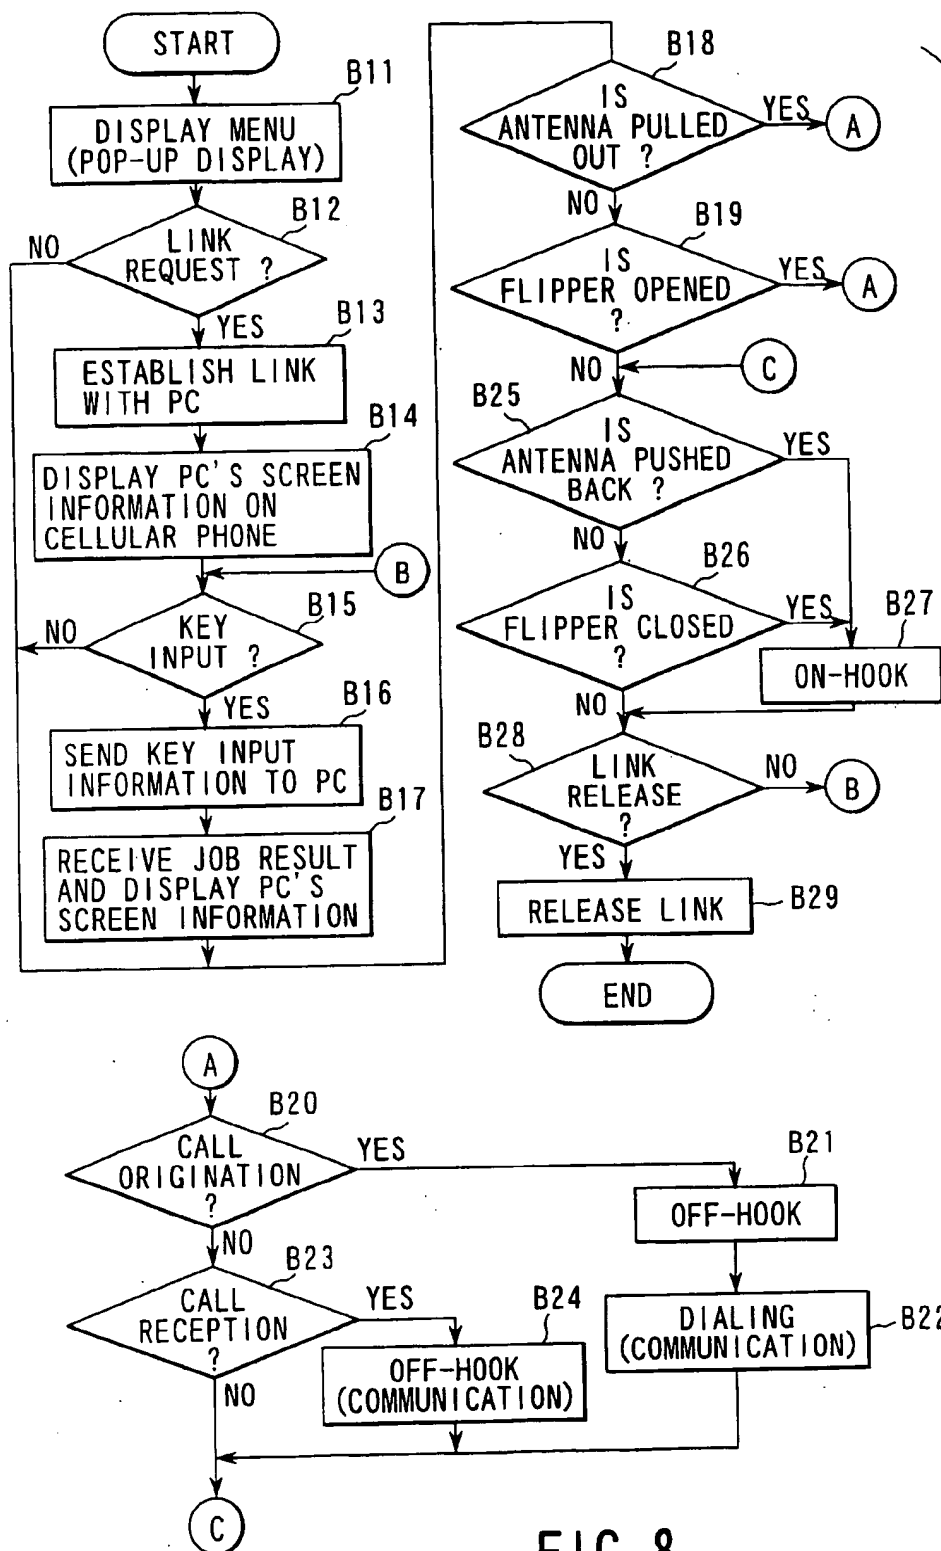 START
B11
DISPLAY MENU
(POP-UP DISPLAY)
B12
NO
LINK
REQUEST ?
YES
B13
ESTABLISH LINK
WITH PC
B14
DISPLAY PC'S SCREEN
INFORMATION ON
CELLULAR PHONE
B
B15
NO
KEY
INPUT ?
YES
B16
SEND KEY INPUT
INFORMATION TO PC
B17
RECEIVE JOB RESULT
AND DISPLAY PC'S
SCREEN INFORMATION
B18
IS
ANTENNA PULLED
OUT ?
YES
A
NO
B19
IS
FLIPPER OPENED
?
YES
A
NO
C
B25
IS
ANTENNA PUSHED
BACK ?
YES
NO
B26
IS
FLIPPER CLOSED
?
YES
B27
ON-HOOK
NO
B28
LINK
RELEASE
?
NO
B
YES
RELEASE LINK
B29
END
A
B20
CALL
ORIGINATION
?
YES
B21
OFF-HOOK
NO
B23
CALL
RECEPTION
?
YES
B24
OFF-HOOK
(COMMUNICATION)
DIALING
(COMMUNICATION)
B22
NO
C
FIG.8